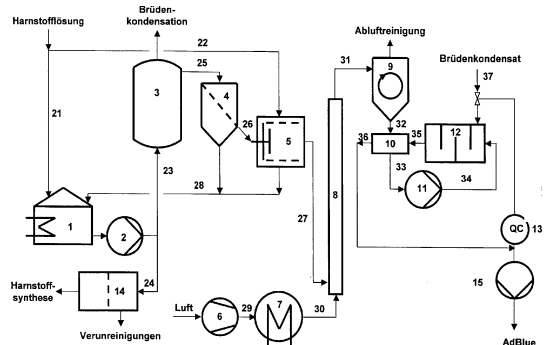 Brüden-
kondensation
Harnstofflösung
Abluftreinigung
Brüdenkondensat
22
31
9
25
37
3
4
21
26
5
32
36
35
12
10
23
33
34
11
28
27
8
1
2
QC
13
24
14
Harnstoff-
synthese
Luft
29
7
30
6
15
Verunreinigungen
AdBlue